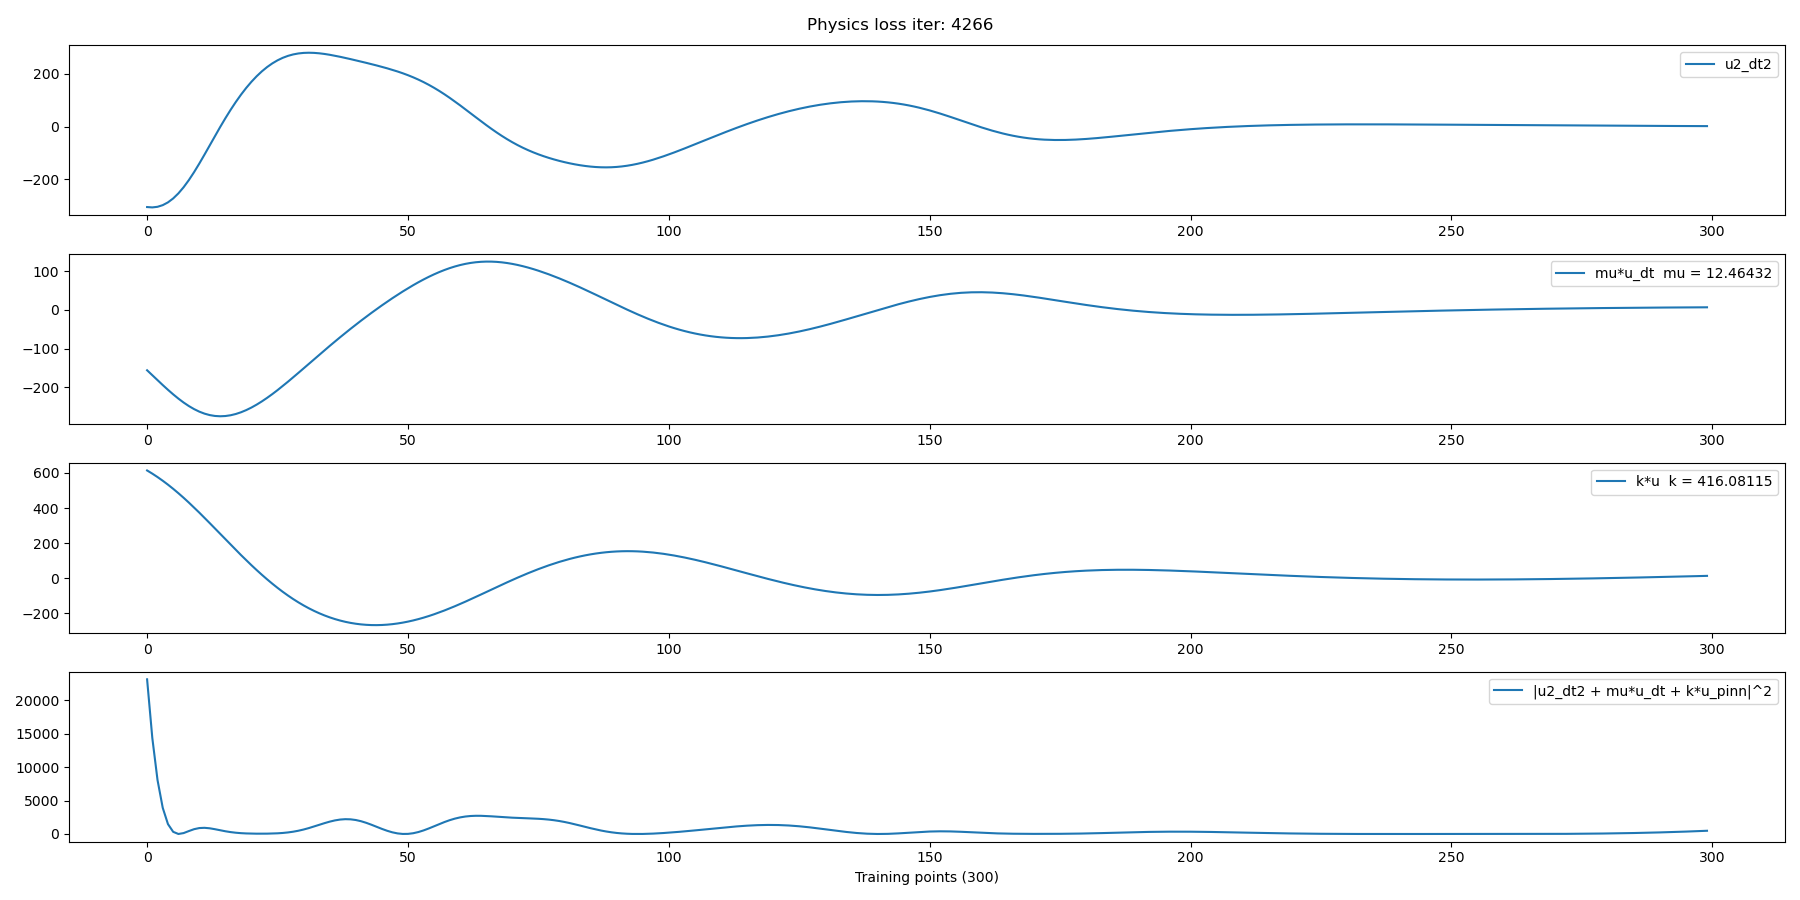 Physics loss iter: 4266
u2_dt2
200
0
−200
0 50 100 150 200 250 300
mu*u_dt mu = 12.46432
100
0
−100
−200
0 50 100 150 200 250 300
k*u k = 416.08115
600
400
200
0
−200
0 50 100 150 200 250 300
|u2_dt2 + mu*u_dt + k*u_pinn|^2
20000
15000
10000
5000
0
0 50 100 150 200 250 300
Training points (300)